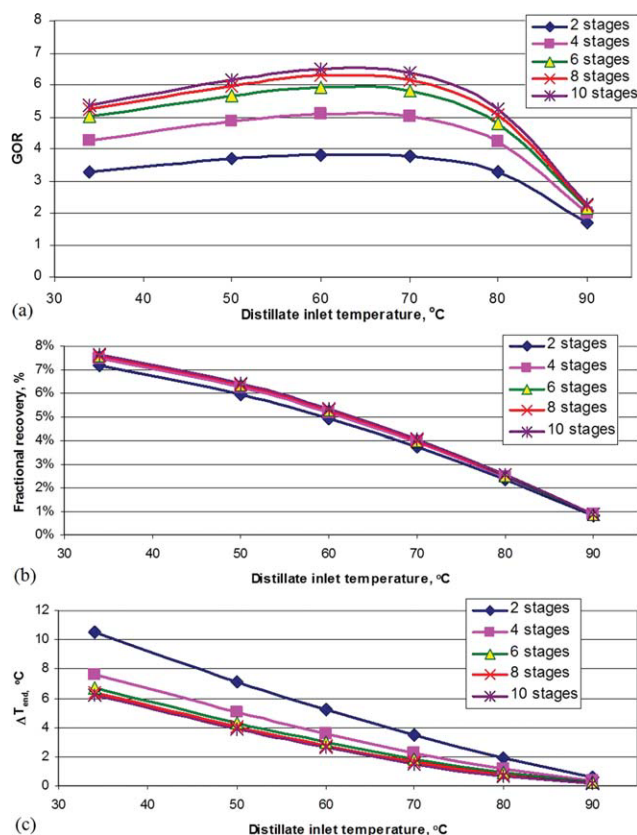 8
7
6
5
4
3
2
1
0
GOR
30 40 50 60 70 80 90
Distillate inlet temperature, °C
2 stages
4 stages
6 stages
8 stages
10 stages
(a)
8%
7%
6%
5%
4%
3%
2%
1%
0%
Fractional recovery, %
30 40 50 60 70 80 90
Distillate inlet temperature, °C
2 stages
4 stages
6 stages
8 stages
10 stages
(b)
12
10
8
6
4
2
0
Δ T end, °C
30 40 50 60 70 80 90
Distillate inlet temperature, °C
2 stages
4 stages
6 stages
8 stages
10 stages
(c)